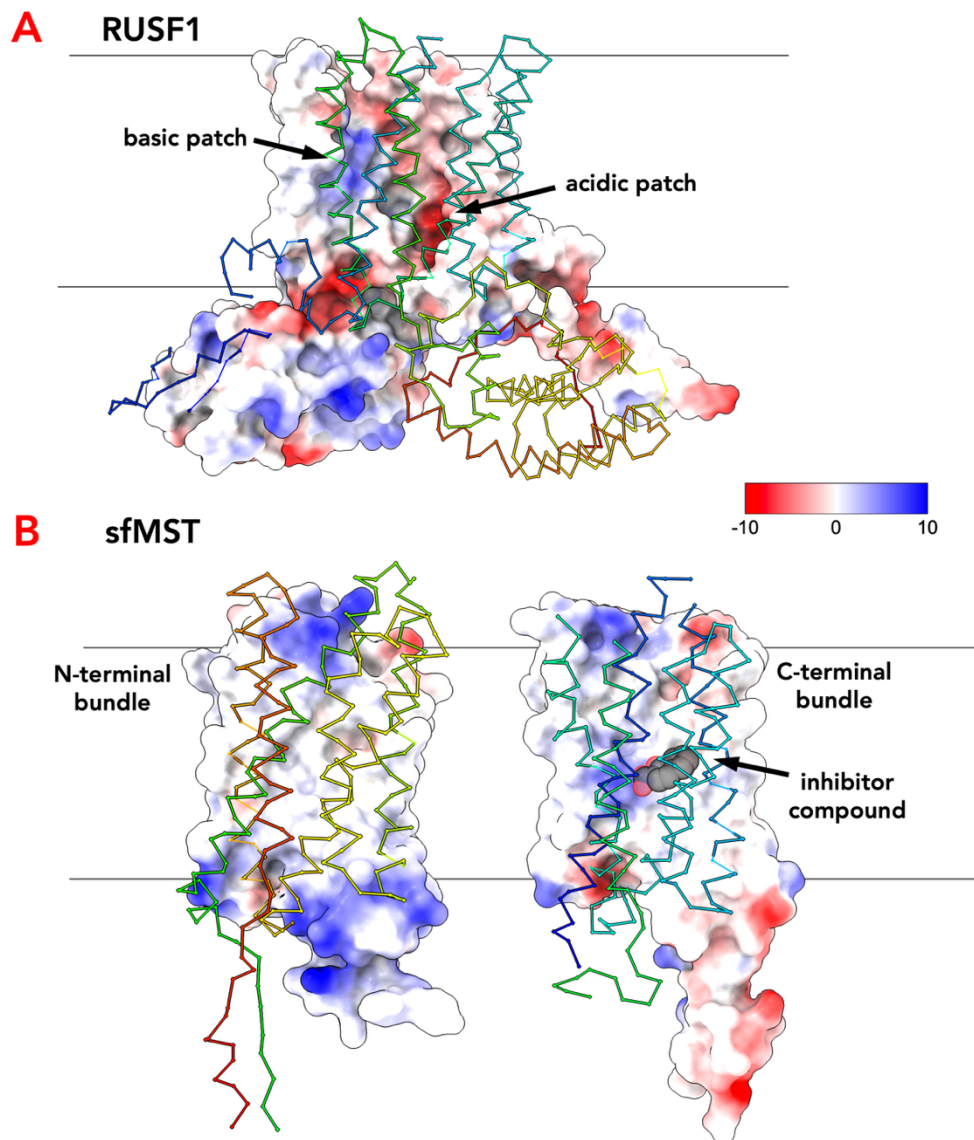 A RUSF1
basic patch
acidic patch
-10 0 10
B sfMST
N-terminal
bundle
C-terminal
bundle
inhibitor
compound